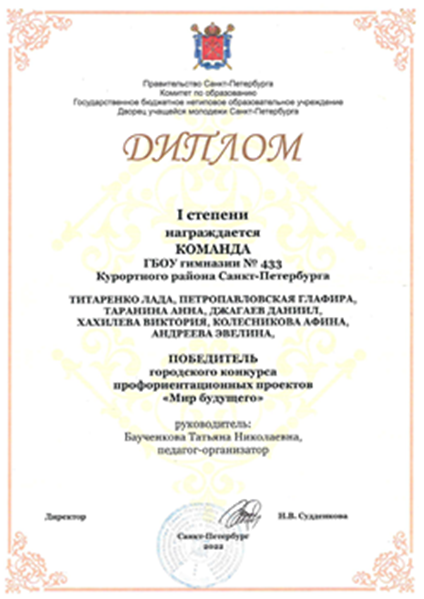 Правительство Санкт-Петербурга
Комитет по образованию
Государственное бюджетное нетиповое образовательное учреждение
Дворец учащейся молодежи Санкт-Петербурга
ДИПЛОМ
I степени
награждается
КОМАНДА
ГБОУ гимназии № 433
Курортного района Санкт-Петербурга
ТИТАРЕНКО ЛАДА, ПЕТРОПАВЛОВСКАЯ ГЛАФИРА,
ТАРАНИНА АННА, ДЖАГАЕВ ДАНИИЛ,
ХАХИЛЕВА ВИКТОРИЯ, КОЛЕСНИКОВА АФИНА,
АНДРЕЕВА ЭВЕЛИНА,
ПОБЕДИТЕЛЬ
городского конкурса
профориентационных проектов
«Мир будущего»
руководитель:
Баученкова Татьяна Николаевна,
педагог-организатор
Директор Н.В. Судденкова
Санкт-Петербург
2022